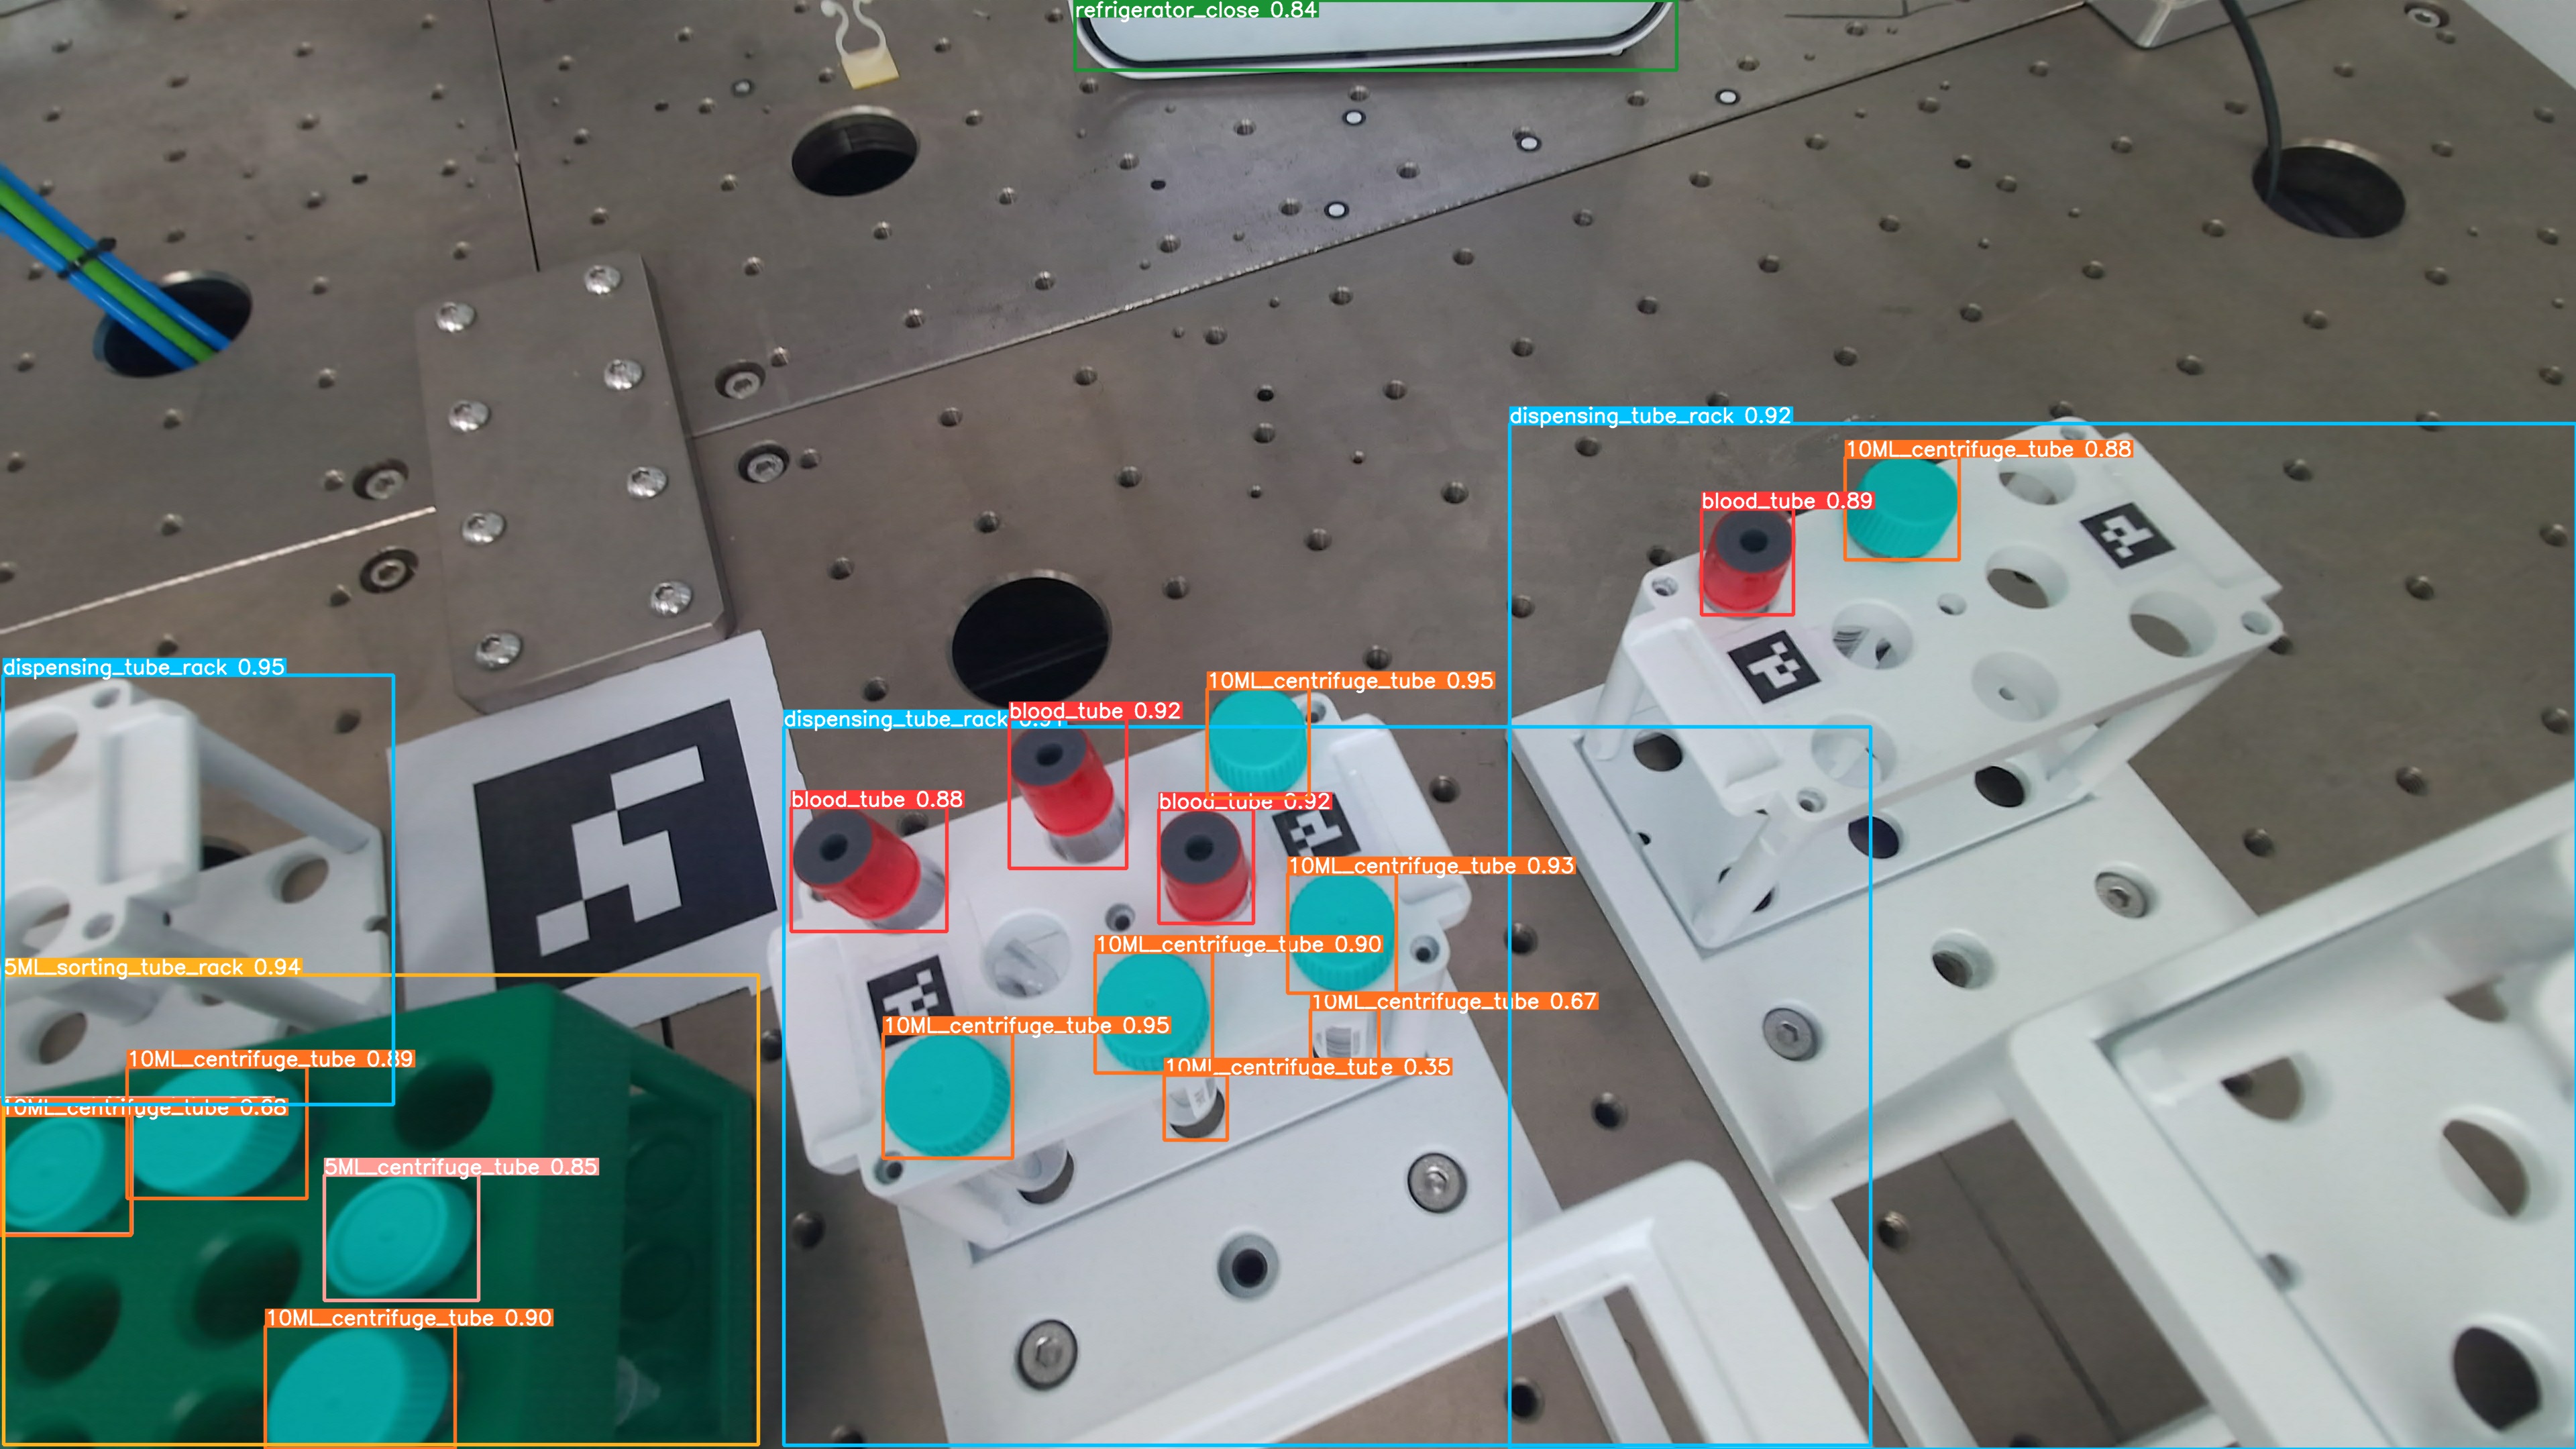 refrigerator_close 0.84
dispensing_tube_rack 0.92
10ML_centrifuge_tube 0.88
blood_tube 0.89
dispensing_tube_rack 0.95
10ML_centrifuge_tube 0.95
blood_tube 0.92
dispensing_tube_rack
blood_tube 0.88
blood_tube 0.92
10ML_centrifuge_tube 0.93
10ML_centrifuge_tube 0.90
5ML_sorting_tube_rack 0.94
10ML_centrifuge_tube 0.67
10ML_centrifuge_tube 0.95
10ML_centrifuge_tube 0.89
10ML_centrifuge_tube 0.35
10ML_centrifuge_tube 0.68
5ML_centrifuge_tube 0.85
10ML_centrifuge_tube 0.90